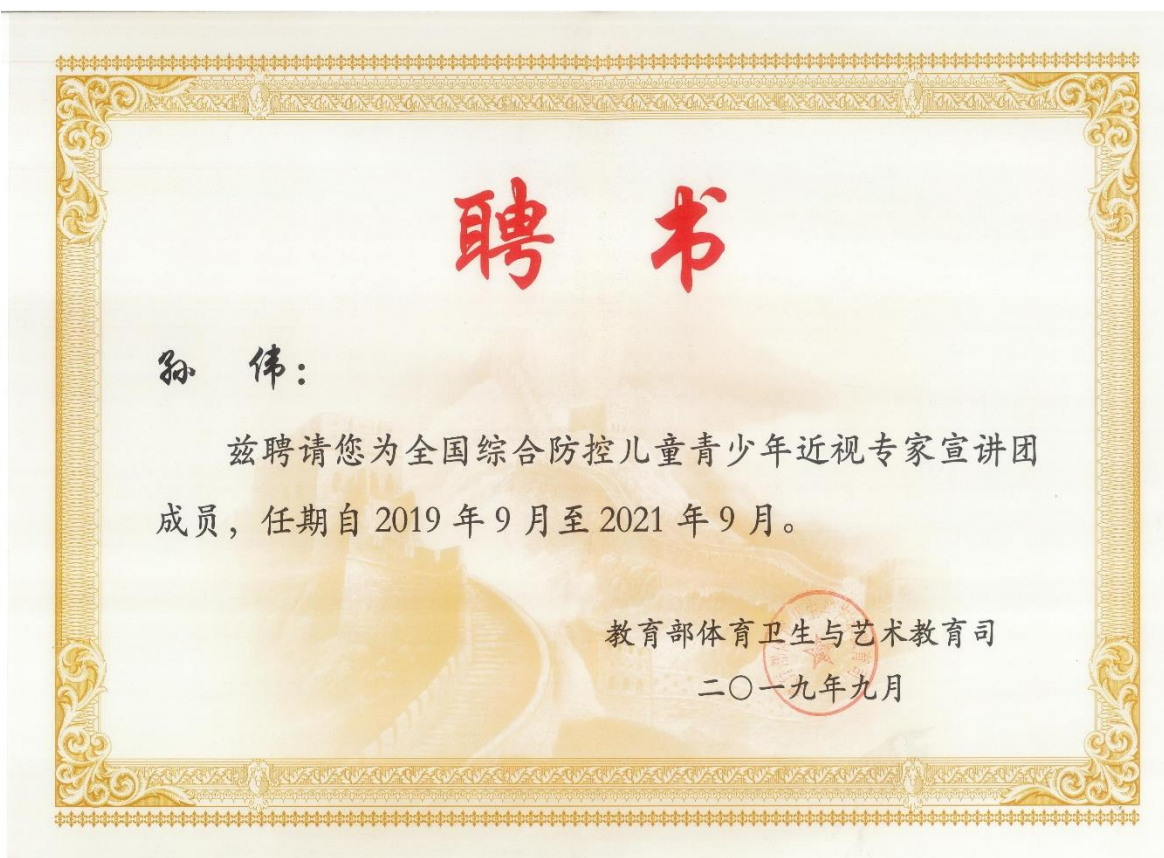 聘书
孙伟：
兹聘请您为全国综合防控儿童青少年近视专家宣讲团
成员，任期自2019年9月至2021年9月。
教育部体育卫生与艺术教育司
二〇一九年九月